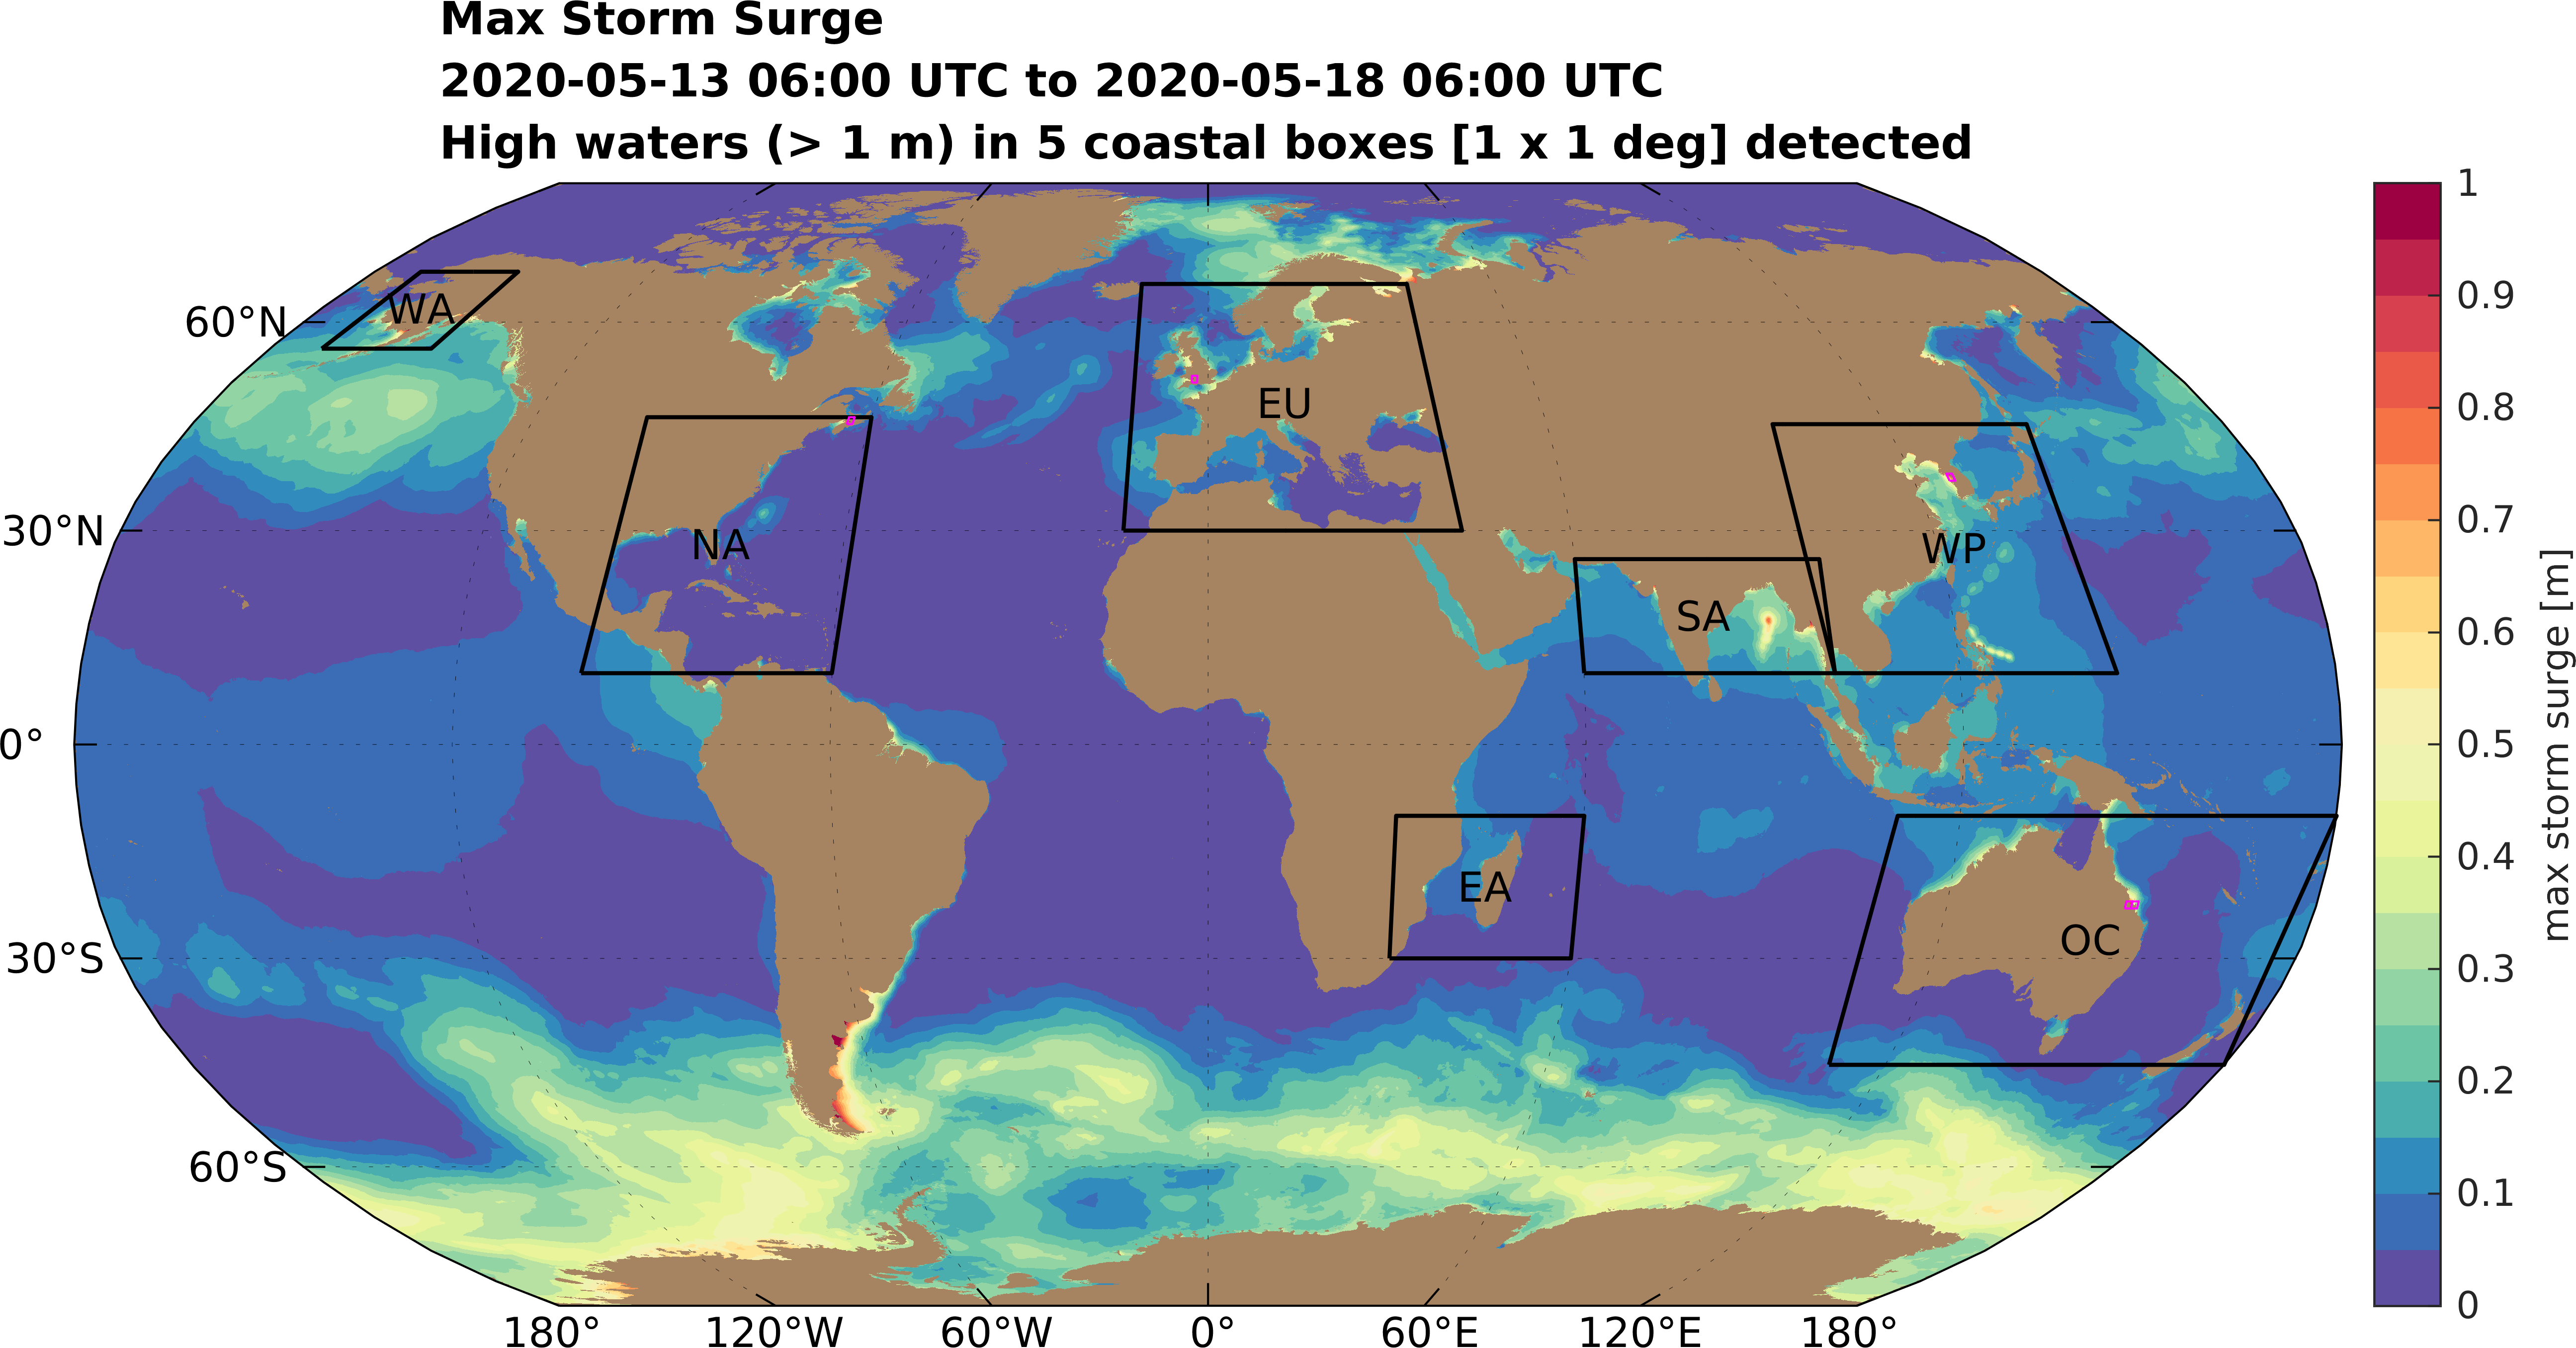 Max Storm Surge
2020-05-13 06:00 UTC to 2020-05-18 06:00 UTC
High waters (> 1 m) in 5 coastal boxes [1 x 1 deg] detected
60°N
30°N
0°
30°S
60°S
WA
NA
EU
SA
WP
EA
OC
180°
120°W
60°W
0°
60°E
120°E
180°
1
0.9
0.8
0.7
0.6
0.5
0.4
0.3
0.2
0.1
0
max storm surge [m]